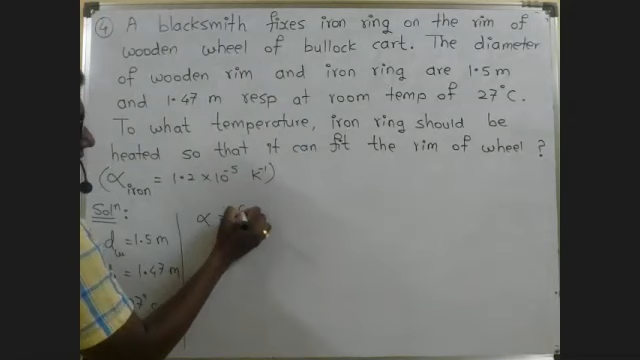 ④ A blacksmith fixes iron ring on the rim of
wooden wheel of bullock cart. The diameter
of wooden rim and iron ring are 1.5 m
and 1.47 m resp at room temp of 27°C.
To what temperature, iron ring should be
heated so that it can fit the rim of wheel ?
(α iron = 1.2 × 10⁻⁵ K⁻¹)
Solⁿ :
d w = 1.5 m
α =
= 1.47 m